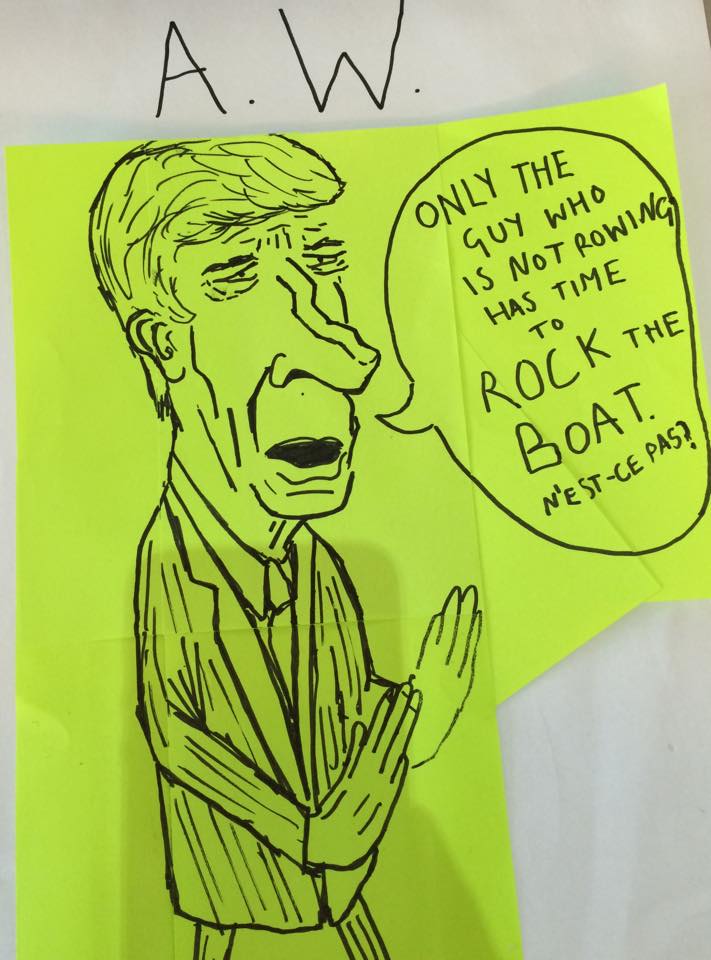 A. W.
ONLY THE
GUY WHO
IS NOT ROWING
HAS TIME
TO
ROCK THE
BOAT.
N'EST-CE PAS?